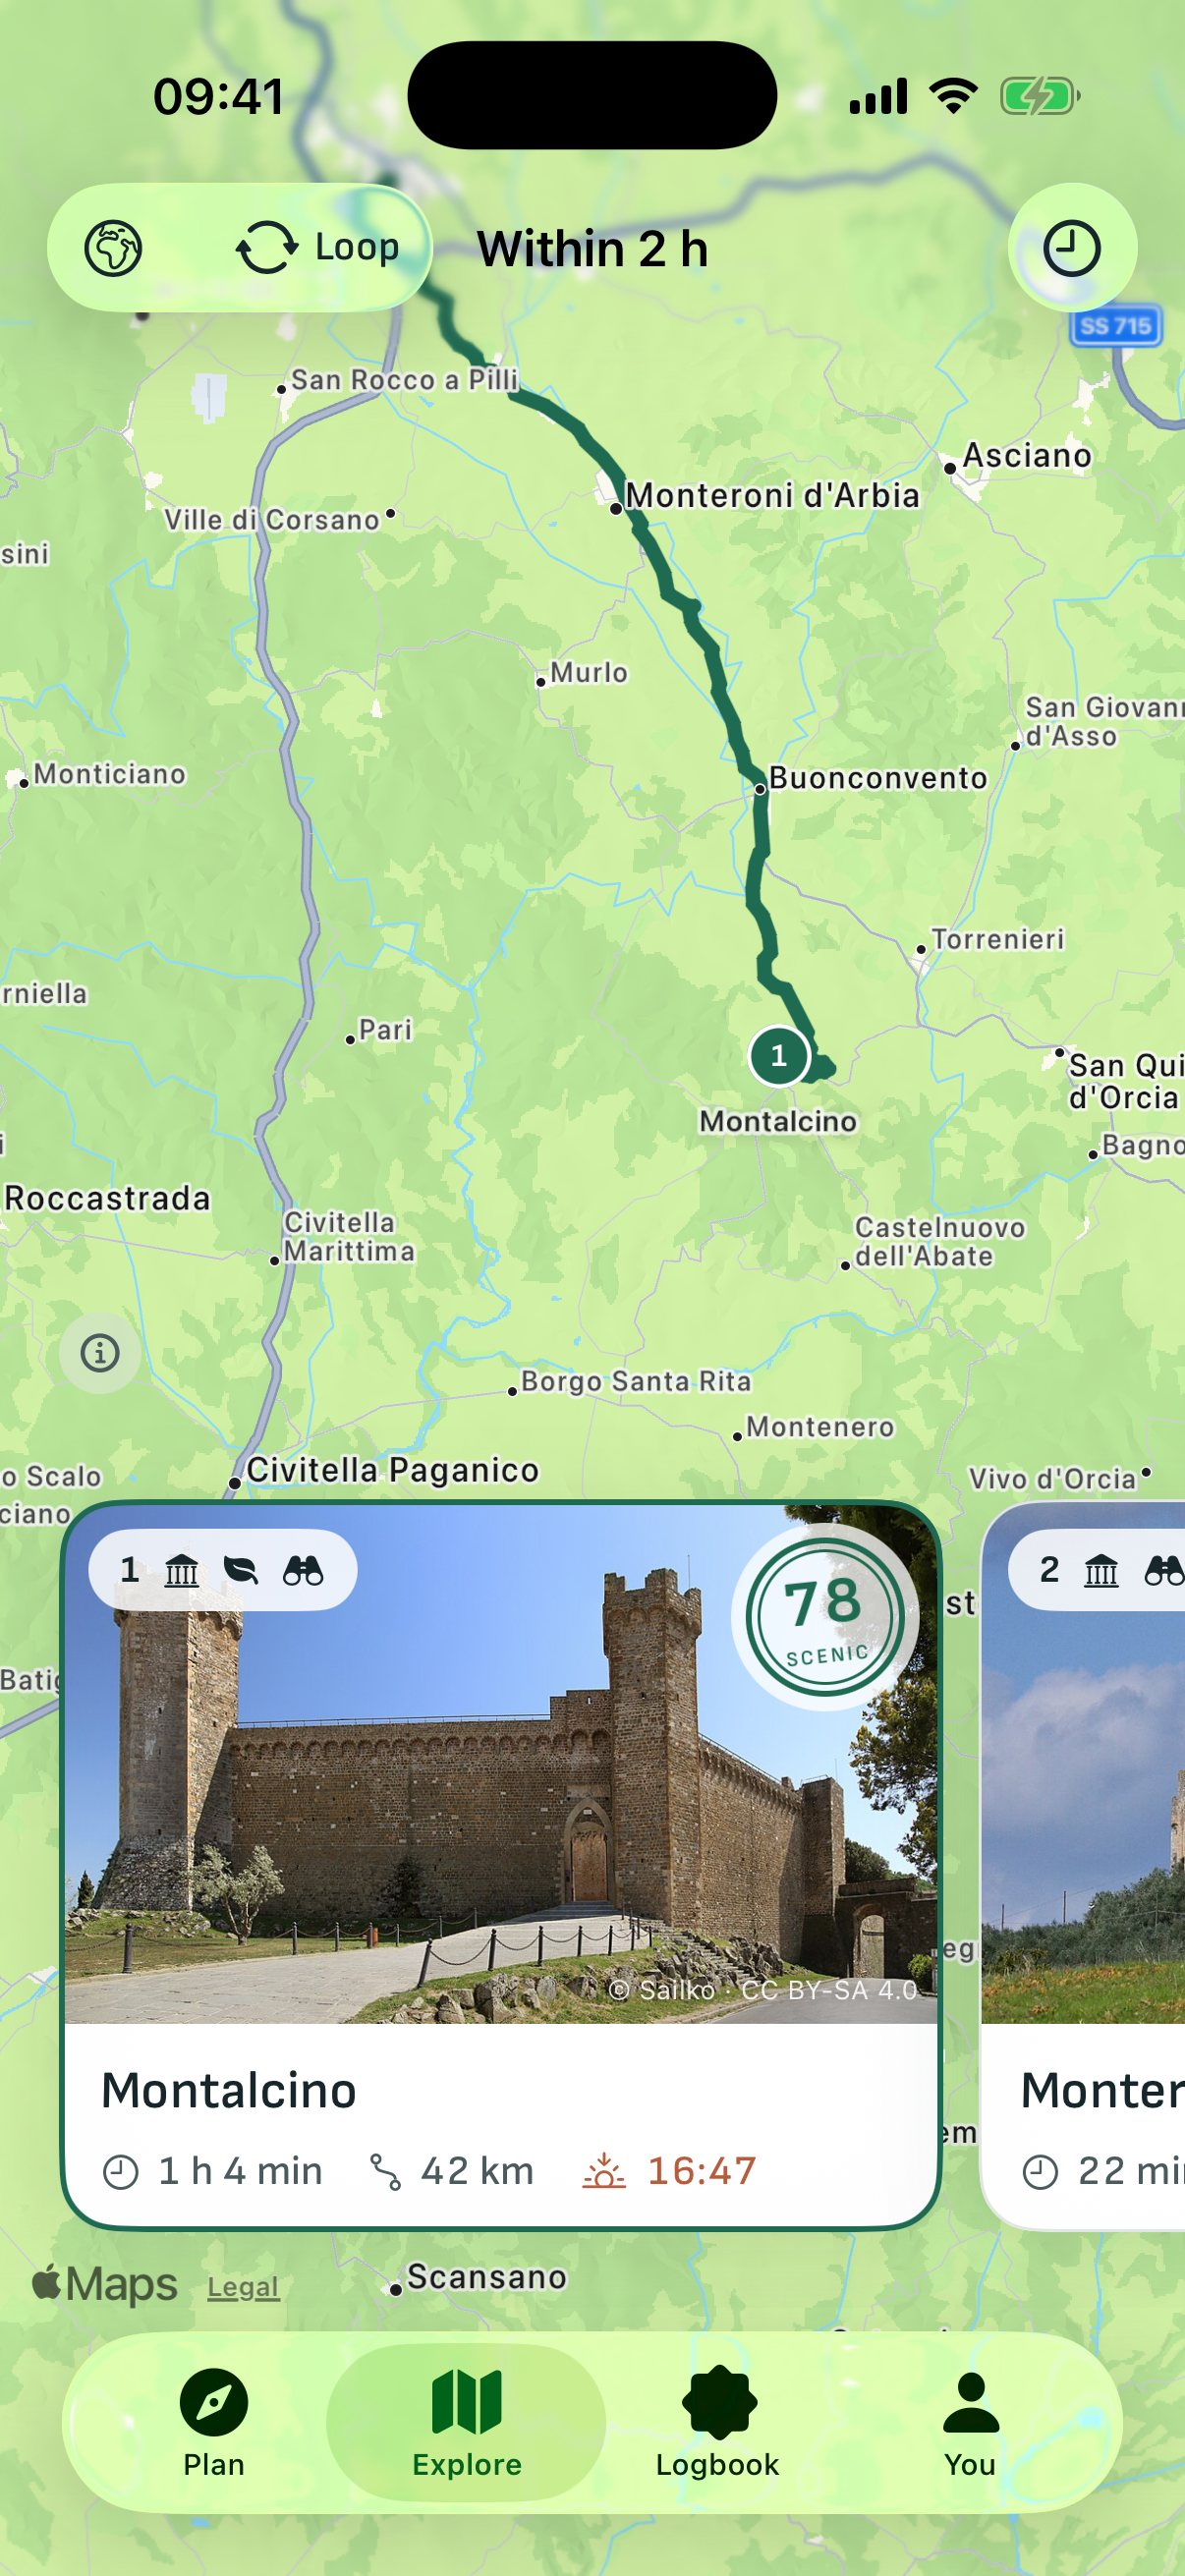 09:41
Loop
Within 2 h
SS 715
San Rocco a Pilli
Asciano
Monteroni d'Arbia
Ville di Corsano
sini
Murlo
San Giovann
d'Asso
Monticiano
Buonconvento
Torrenieri
rniella
Pari
1
San Qui
d'Orcia
Montalcino
Bagno
Roccastrada
Civitella
Marittima
Castelnuovo
dell'Abate
Borgo Santa Rita
Montenero
Civitella Paganico
o Scalo
Vivo d'Orcia
ciano
1
78
SCENIC
2
st
Batig
eg
© Sailko · CC BY-SA 4.0
Montalcino
Monter
em
1 h 4 min
42 km
16:47
22 mi
Maps
Legal
Scansano
Plan
Explore
Logbook
You